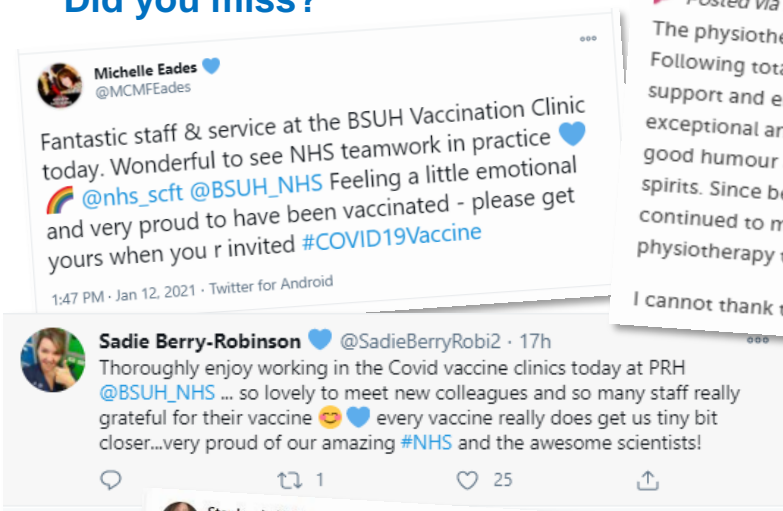 Did you miss?
Michelle Eades 💙
@MCMFEades
Fantastic staff & service at the BSUH Vaccination Clinic
today. Wonderful to see NHS teamwork in practice 💙
🌈 @nhs_scft @BSUH_NHS Feeling a little emotional
and very proud to have been vaccinated - please get
yours when you r invited #COVID19Vaccine
1:47 PM · Jan 12, 2021 · Twitter for Android
Posted via
The physiothe
Following tota
support and e
exceptional an
good humour
spirits. Since be
continued to m
physiotherapy
I cannot thank t
Sadie Berry-Robinson 💙 @SadieBerryRobi2 · 17h
Thoroughly enjoy working in the Covid vaccine clinics today at PRH
@BSUH_NHS ... so lovely to meet new colleagues and so many staff really
grateful for their vaccine 😊💙 every vaccine really does get us tiny bit
closer...very proud of our amazing #NHS and the awesome scientists!
1 25